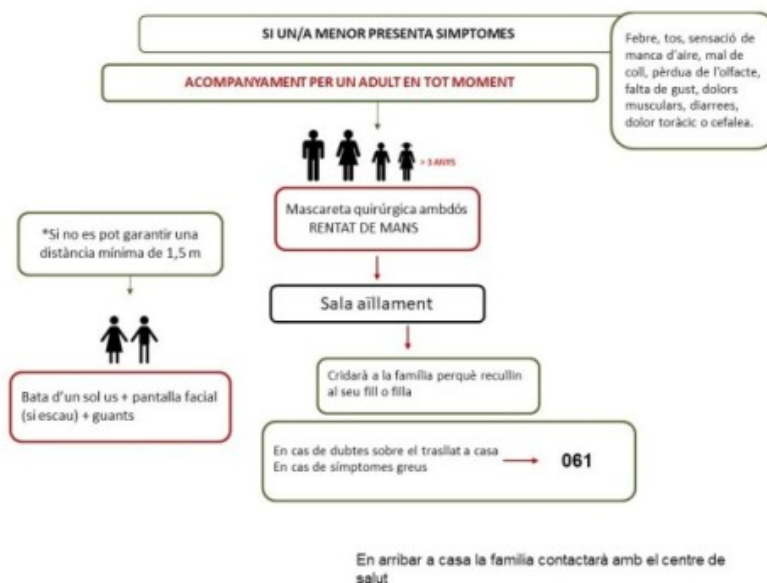 SI UN/A MENOR PRESENTA SIMPTOMES
Febre, tos, sensació de
manca d'aire, mal de
coll, pèrdua de l'olfacte,
falta de gust, dolors
musculars, diarrees,
dolor toràcic o cefalea.
ACOMPANYAMENT PER UN ADULT EN TOT MOMENT
> 3 ANYS
Mascareta quirúrgica ambdós
RENTAT DE MANS
*Si no es pot garantir una
distància mínima de 1,5 m
Sala aïllament
Bata d'un sol us + pantalla facial
(si escau) + guants
Cridarà a la família perquè recullin
al seu fill o filla
En cas de dubtes sobre el trasllat a casa
En cas de símptomes greus
061
En arribar a casa la familia contactarà amb el centre de
salut